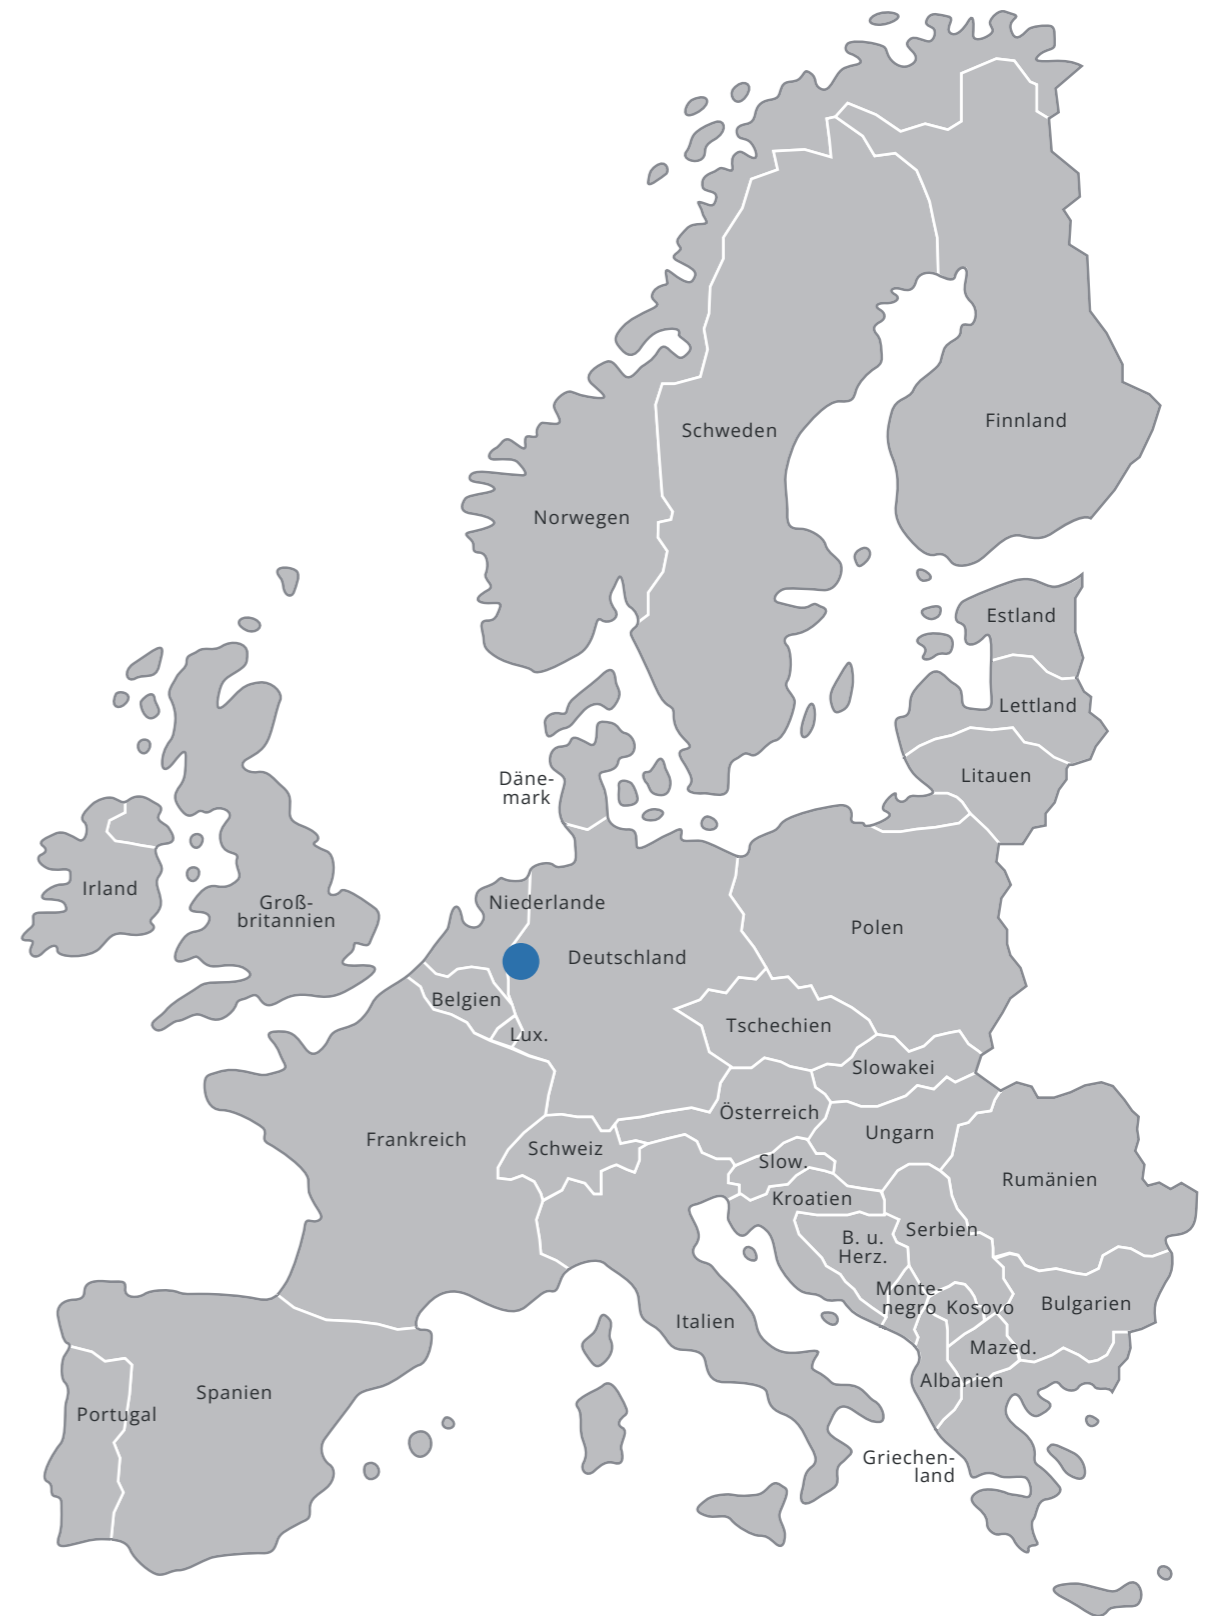 Finnland
Schweden
Norwegen
Estland
Lettland
Litauen
Däne-
mark
Irland
Groß-
britannien
Niederlande
Polen
Deutschland
Belgien
Tschechien
Lux.
Slowakei
Österreich
Ungarn
Frankreich
Schweiz
Slow.
Rumänien
Kroatien
Serbien
B. u.
Herz.
Monte-
negro
Kosovo
Bulgarien
Italien
Mazed.
Albanien
Spanien
Portugal
Griechen-
land